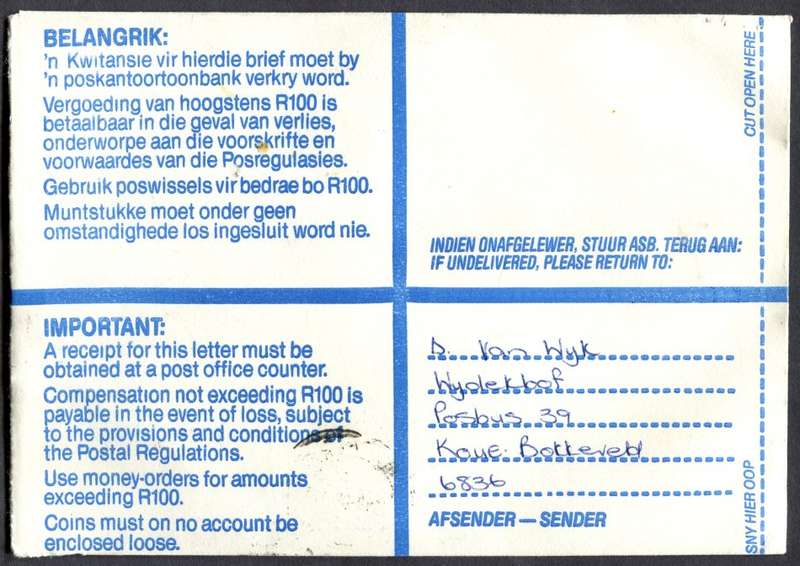 BELANGRIK:
'n Kwitansie vir hierdie brief moet by
'n poskantoortoonbank verkry word.
Vergoeding van hoogstens R100 is
betaalbaar in die geval van verlies,
onderworpe aan die voorskrifte en
voorwaardes van die Posregulasies.
Gebruik poswissels vir bedrae bo R100.
Muntstukke moet onder geen
omstandighede los ingesluit word nie.
CUT OPEN HERE
INDIEN ONAFGELEWER, STUUR ASB. TERUG AAN:
IF UNDELIVERED, PLEASE RETURN TO:
IMPORTANT:
A receipt for this letter must be
obtained at a post office counter.
Compensation not exceeding R100 is
payable in the event of loss, subject
to the provisions and conditions of
the Postal Regulations.
Use money-orders for amounts
exceeding R100.
Coins must on no account be
enclosed loose.
D. Van Wyk
Posbus 39
Koue Bokkeveld
6836
AFSENDER — SENDER
SNY HIER OOP